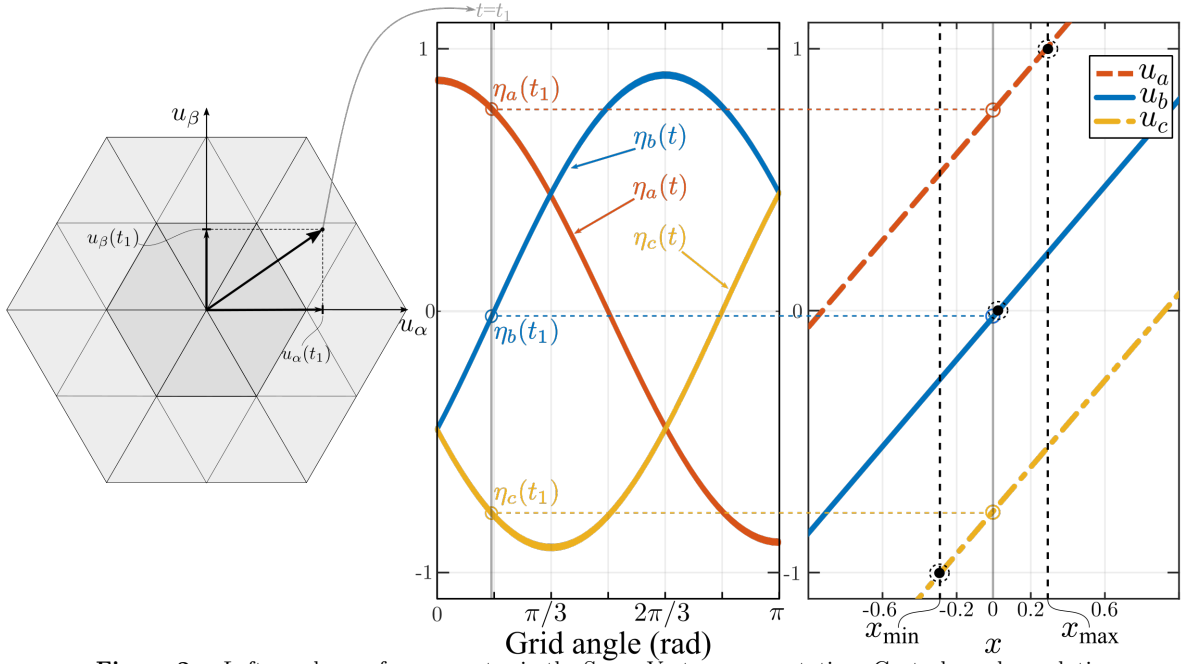 u_β
u_β(t₁)
u_α
u_α(t₁)
t=t₁
1
0
-1
η_a(t₁)
η_b(t)
η_a(t)
η_c(t)
η_b(t₁)
η_c(t₁)
0
π/3
2π/3
π
Grid angle (rad)
1
0
-1
u_a
u_b
u_c
-0.6 -0.2 0 0.2 0.6
x_min x x_max